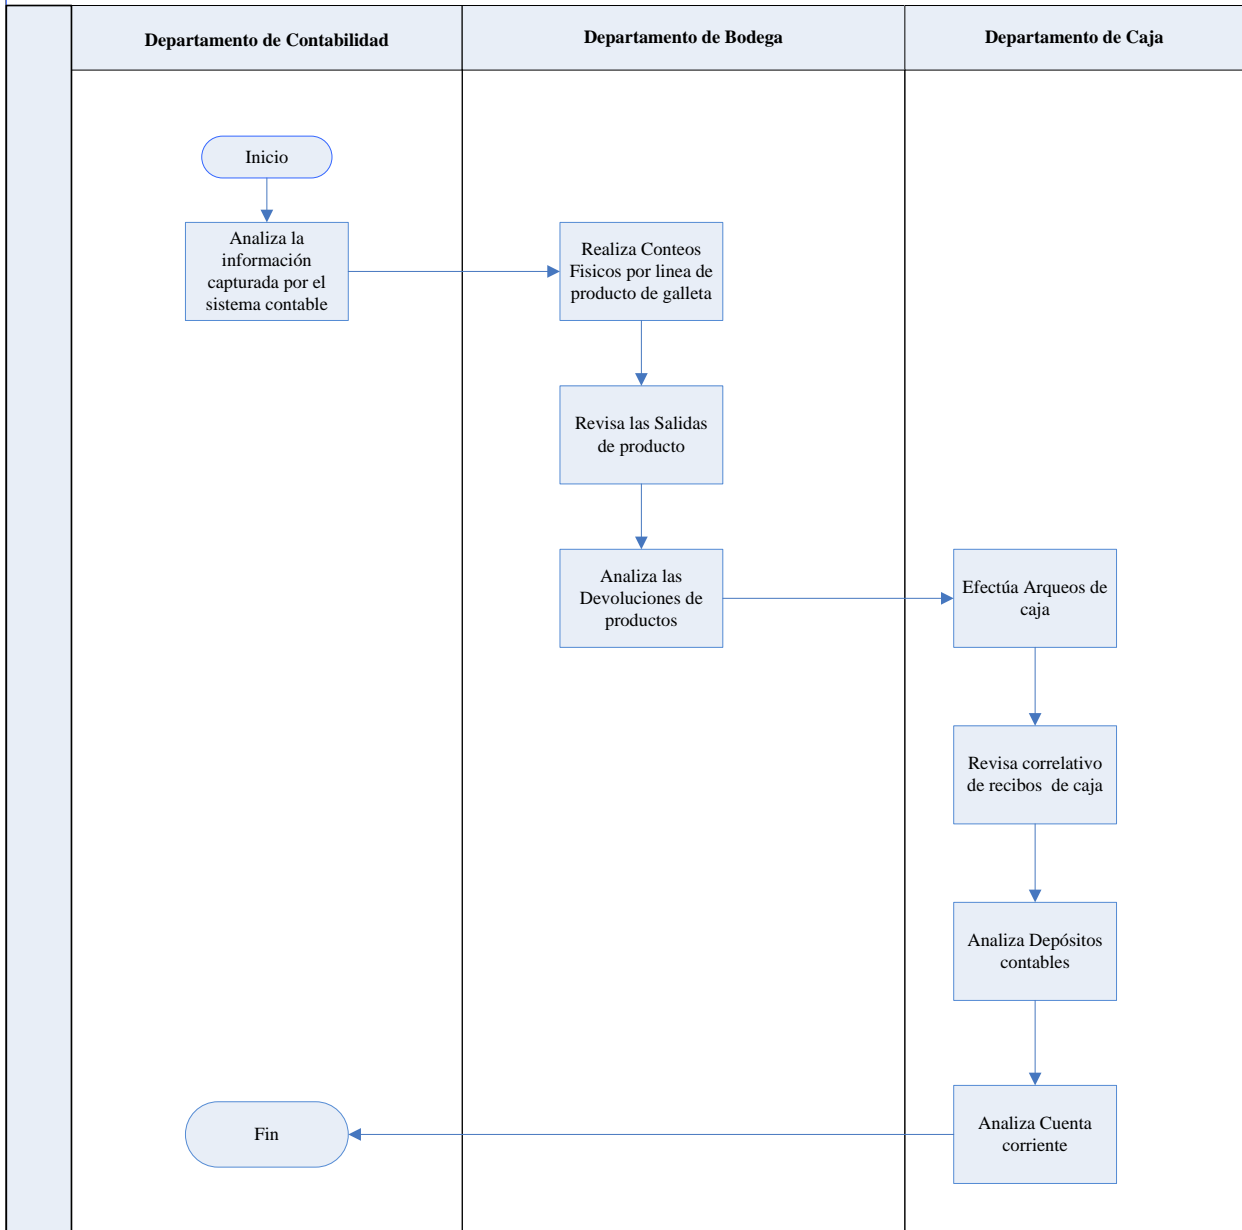 Departamento de Contabilidad
Departamento de Bodega
Departamento de Caja
Inicio
Analiza la
información
capturada por el
sistema contable
Realiza Conteos
Fisicos por linea de
producto de galleta
Revisa las Salidas
de producto
Analiza las
Devoluciones de
productos
Efectúa Arqueos de
caja
Revisa correlativo
de recibos  de caja
Analiza Depósitos
contables
Analiza Cuenta
corriente
Fin